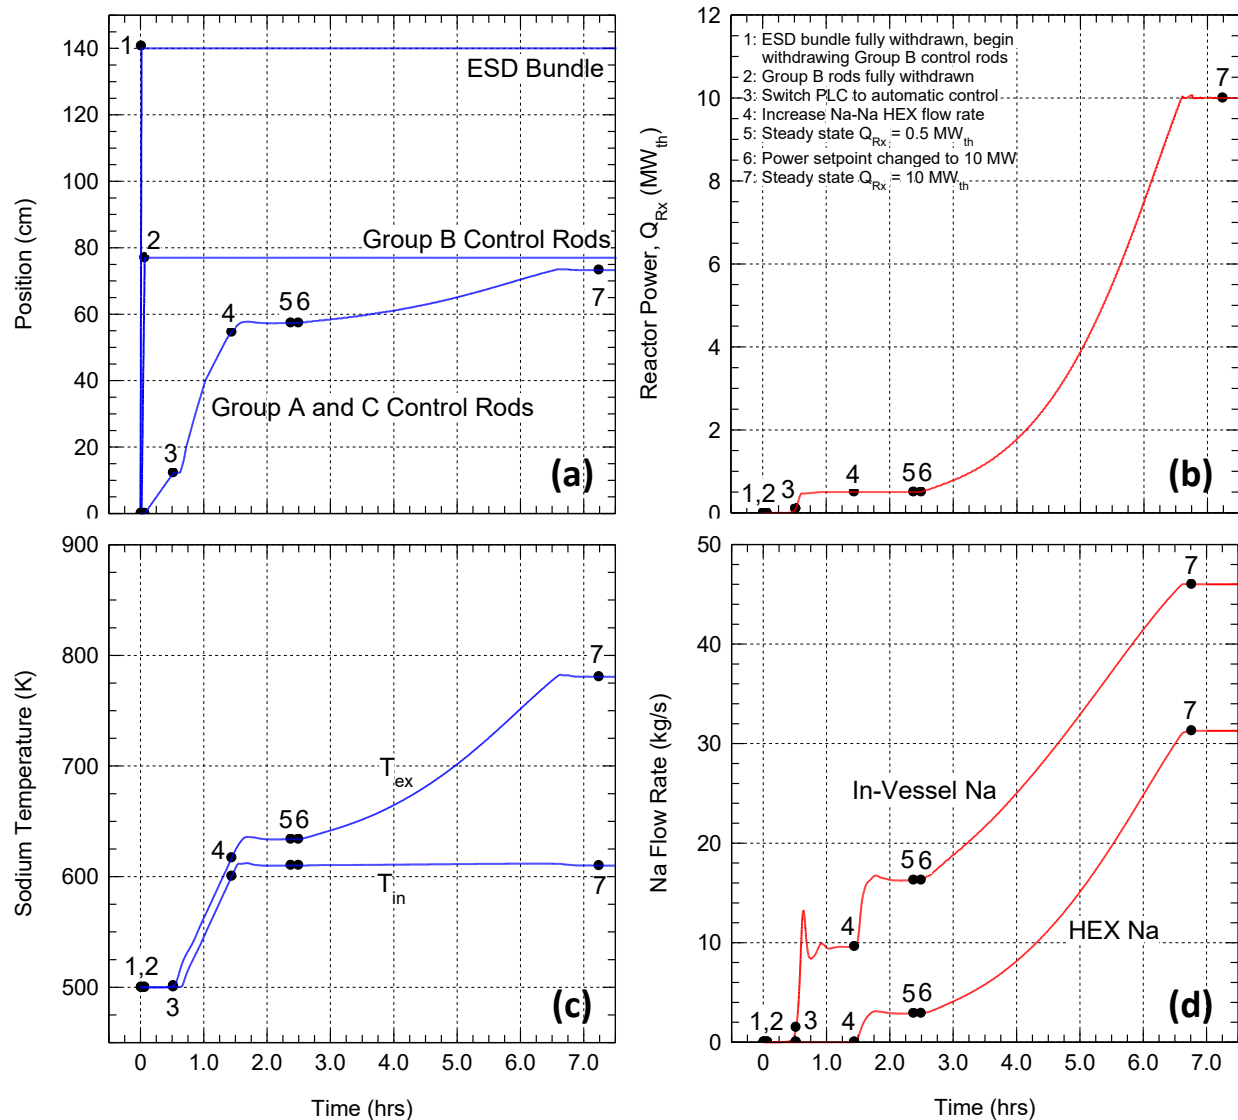 140
120
100
80
60
40
20
0
Position (cm)
1
ESD Bundle
2
Group B Control Rods
4
5
6
7
3
Group A and C Control Rods
(a)
12
10
8
6
4
2
0
Reactor Power, Q_Rx (MW_th)
1: ESD bundle fully withdrawn, begin
withdrawing Group B control rods
2: Group B rods fully withdrawn
3: Switch PLC to automatic control
4: Increase Na-Na HEX flow rate
5: Steady state Q_Rx = 0.5 MW_th
6: Power setpoint changed to 10 MW
7: Steady state Q_Rx = 10 MW_th
7
1,2
3
4
5
6
(b)
900
800
700
600
500
Sodium Temperature (K)
7
T_ex
5
6
4
T_in
7
1,2
3
(c)
0
1.0
2.0
3.0
4.0
5.0
6.0
7.0
Time (hrs)
50
40
30
20
10
0
Na Flow Rate (kg/s)
7
In-Vessel Na
7
5
6
4
HEX Na
1,2
3
4
5
6
(d)
0
1.0
2.0
3.0
4.0
5.0
6.0
7.0
Time (hrs)